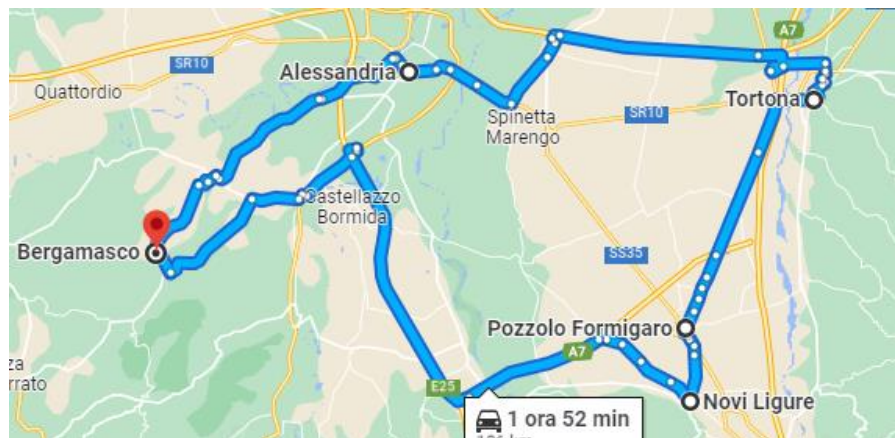 A7
SR10
Alessandria
Quattordio
Tortona
Spinetta
Marengo
SR10
Castellazzo
Bormida
Bergamasco
SS35
Pozzolo Formigaro
A7
E25
Novi Ligure
1 ora 52 min